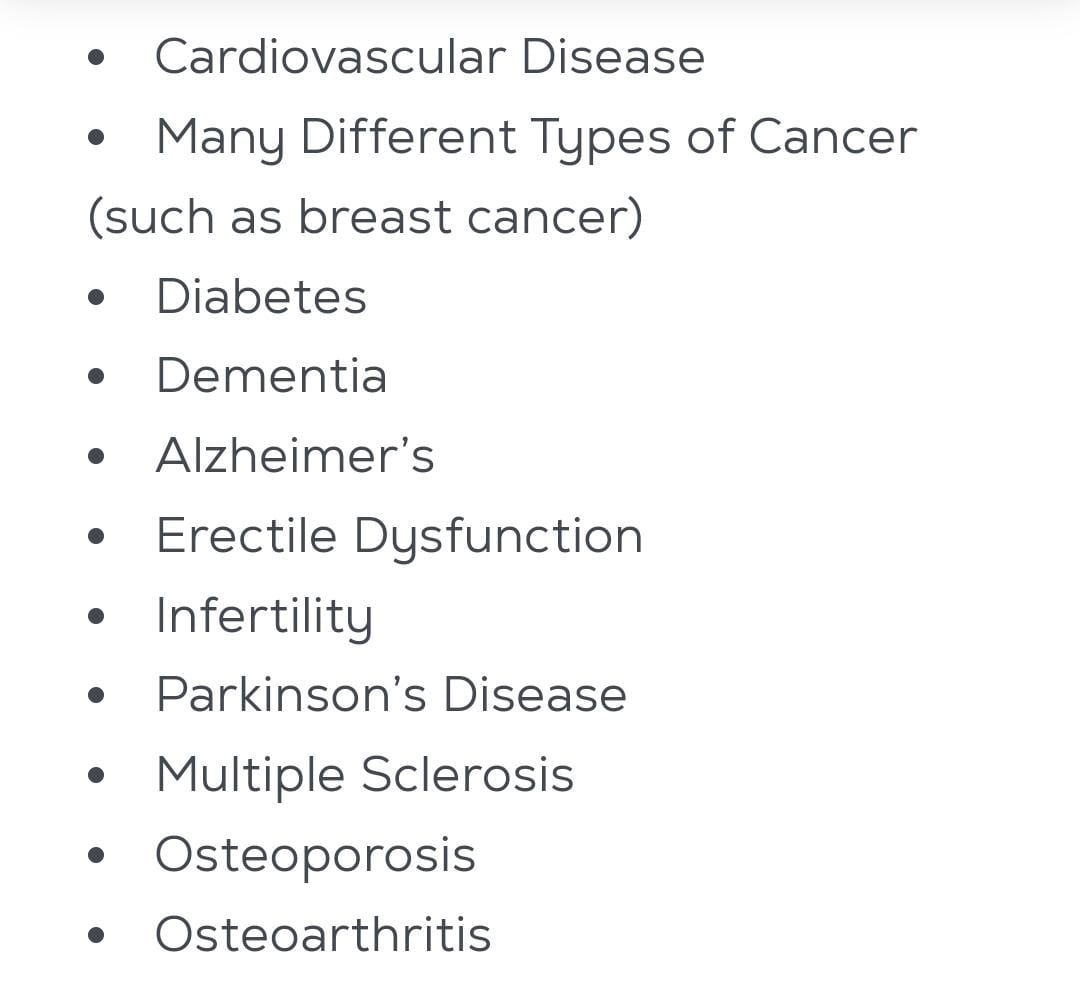 • Cardiovascular Disease
• Many Different Types of Cancer
(such as breast cancer)
• Diabetes
• Dementia
• Alzheimer’s
• Erectile Dysfunction
• Infertility
• Parkinson’s Disease
• Multiple Sclerosis
• Osteoporosis
• Osteoarthritis